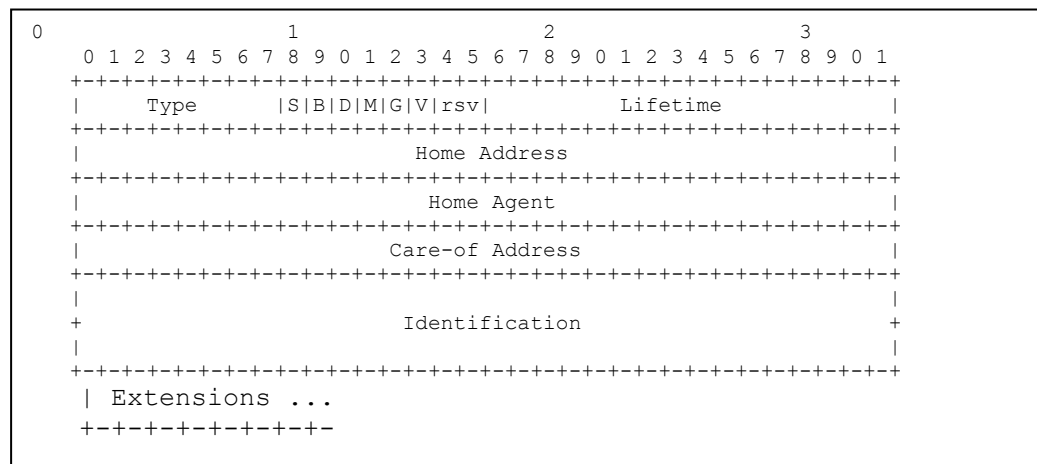 0                   1                   2                   3
 0 1 2 3 4 5 6 7 8 9 0 1 2 3 4 5 6 7 8 9 0 1 2 3 4 5 6 7 8 9 0 1
+-+-+-+-+-+-+-+-+-+-+-+-+-+-+-+-+-+-+-+-+-+-+-+-+-+-+-+-+-+-+-+-+
|     Type      |S|B|D|M|G|V|rsv|          Lifetime             |
+-+-+-+-+-+-+-+-+-+-+-+-+-+-+-+-+-+-+-+-+-+-+-+-+-+-+-+-+-+-+-+-+
|                          Home Address                         |
+-+-+-+-+-+-+-+-+-+-+-+-+-+-+-+-+-+-+-+-+-+-+-+-+-+-+-+-+-+-+-+-+
|                           Home Agent                          |
+-+-+-+-+-+-+-+-+-+-+-+-+-+-+-+-+-+-+-+-+-+-+-+-+-+-+-+-+-+-+-+-+
|                        Care-of Address                        |
+-+-+-+-+-+-+-+-+-+-+-+-+-+-+-+-+-+-+-+-+-+-+-+-+-+-+-+-+-+-+-+-+
|                                                               |
+                         Identification                        +
|                                                               |
+-+-+-+-+-+-+-+-+-+-+-+-+-+-+-+-+-+-+-+-+-+-+-+-+-+-+-+-+-+-+-+-+
| Extensions ...
+-+-+-+-+-+-+-+-